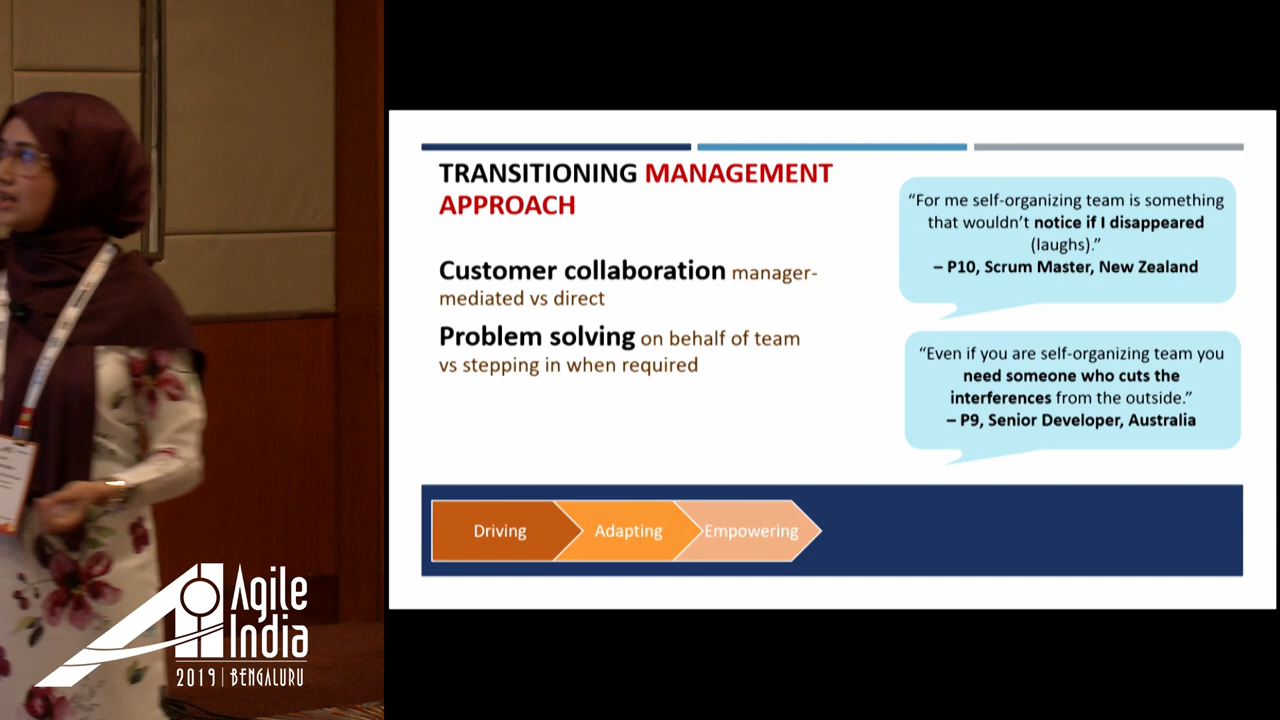 TRANSITIONING MANAGEMENT
APPROACH
Customer collaboration manager-
mediated vs direct
Problem solving on behalf of team
vs stepping in when required
“For me self-organizing team is something
that wouldn’t notice if I disappeared
(laughs).”
– P10, Scrum Master, New Zealand
“Even if you are self-organizing team you
need someone who cuts the
interferences from the outside.”
– P9, Senior Developer, Australia
Driving
Adapting
Empowering
Agile
India
2019 | BENGALURU